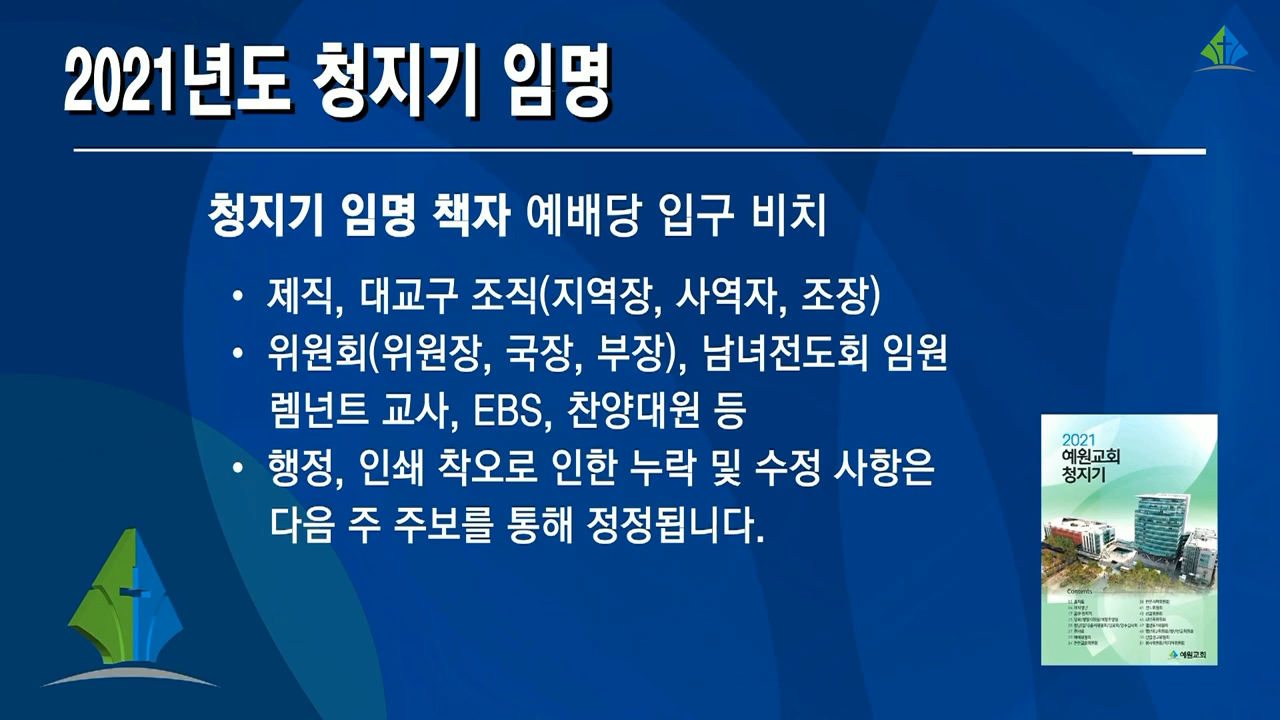 2021년도 청지기 임명
청지기 임명 책자 예배당 입구 비치
• 제직, 대교구 조직(지역장, 사역자, 조장)
• 위원회(위원장, 국장, 부장), 남녀전도회 임원
렘넌트 교사, EBS, 찬양대원 등
• 행정, 인쇄 착오로 인한 누락 및 수정 사항은
다음 주 주보를 통해 정정됩니다.
2021
예원교회
청지기
Contents
예원교회